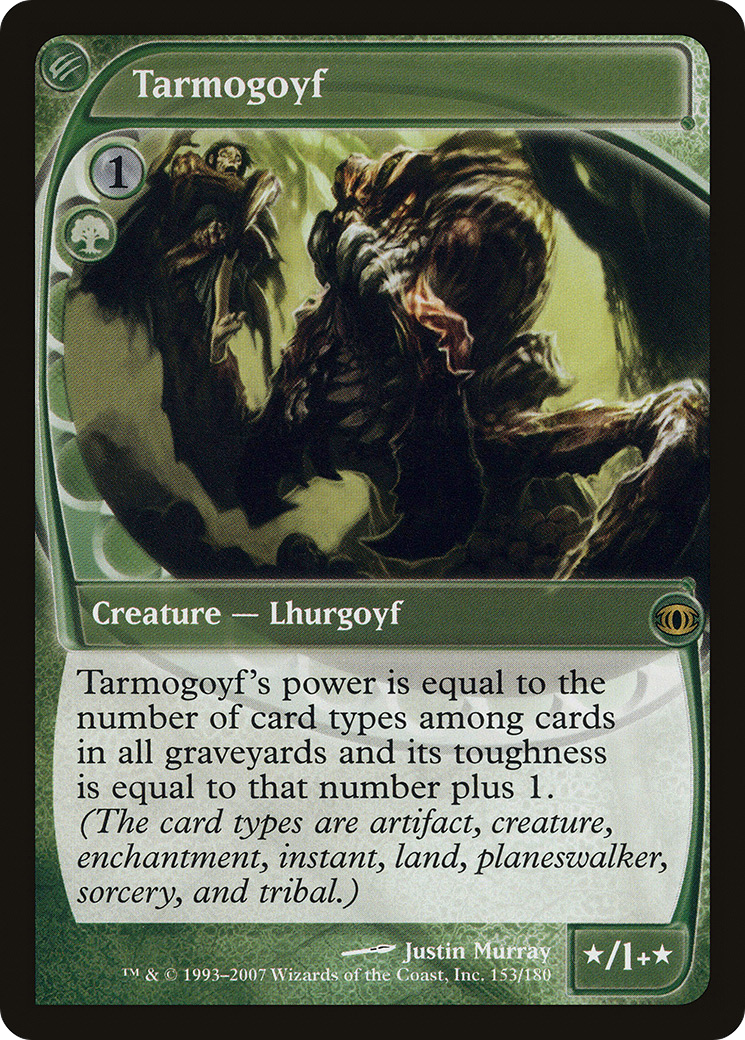 Tarmogoyf
1
Creature — Lhurgoyf
Tarmogoyf's power is equal to the
number of card types among cards
in all graveyards and its toughness
is equal to that number plus 1.
(The card types are artifact, creature,
enchantment, instant, land, planeswalker,
sorcery, and tribal.)
Justin Murray
™ & © 1993–2007 Wizards of the Coast, Inc. 153/180
★/1+★